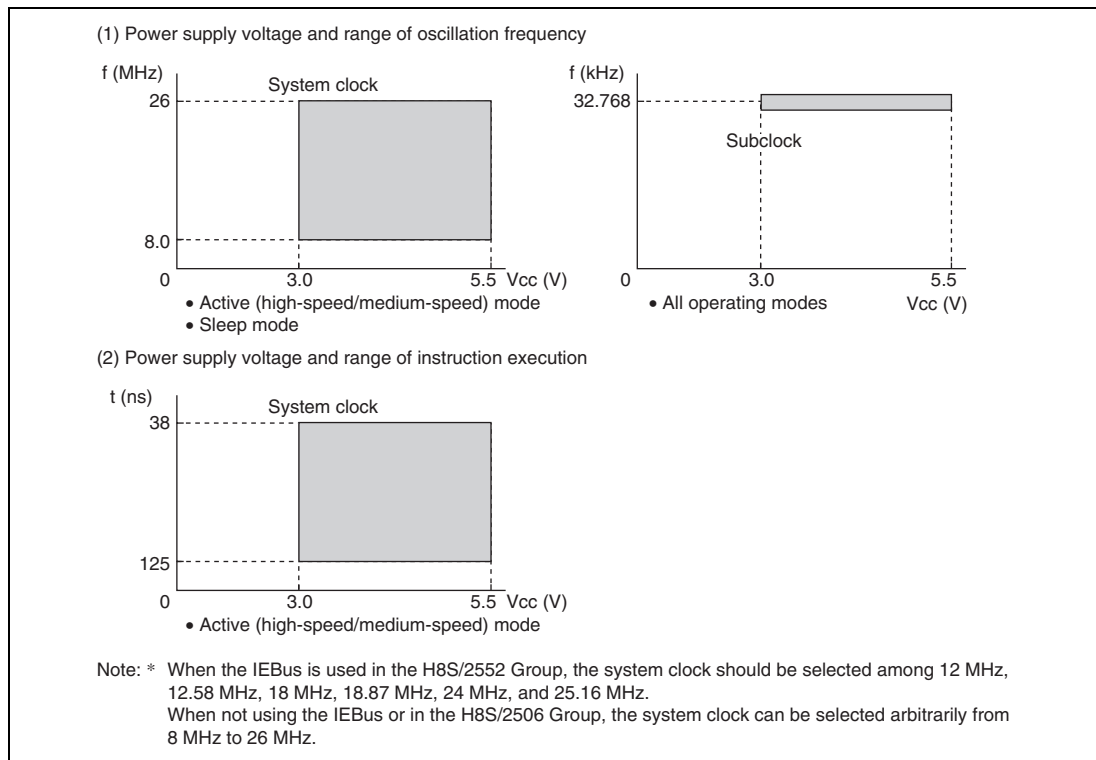 (1) Power supply voltage and range of oscillation frequency
f (MHz)
System clock
26
8.0
0
3.0
5.5
Vcc (V)
• Active (high-speed/medium-speed) mode
• Sleep mode
f (kHz)
32.768
Subclock
0
3.0
5.5
Vcc (V)
• All operating modes
(2) Power supply voltage and range of instruction execution
t (ns)
System clock
38
125
0
3.0
5.5
Vcc (V)
• Active (high-speed/medium-speed) mode
Note: * When the IEBus is used in the H8S/2552 Group, the system clock should be selected among 12 MHz,
12.58 MHz, 18 MHz, 18.87 MHz, 24 MHz, and 25.16 MHz.
When not using the IEBus or in the H8S/2506 Group, the system clock can be selected arbitrarily from
8 MHz to 26 MHz.